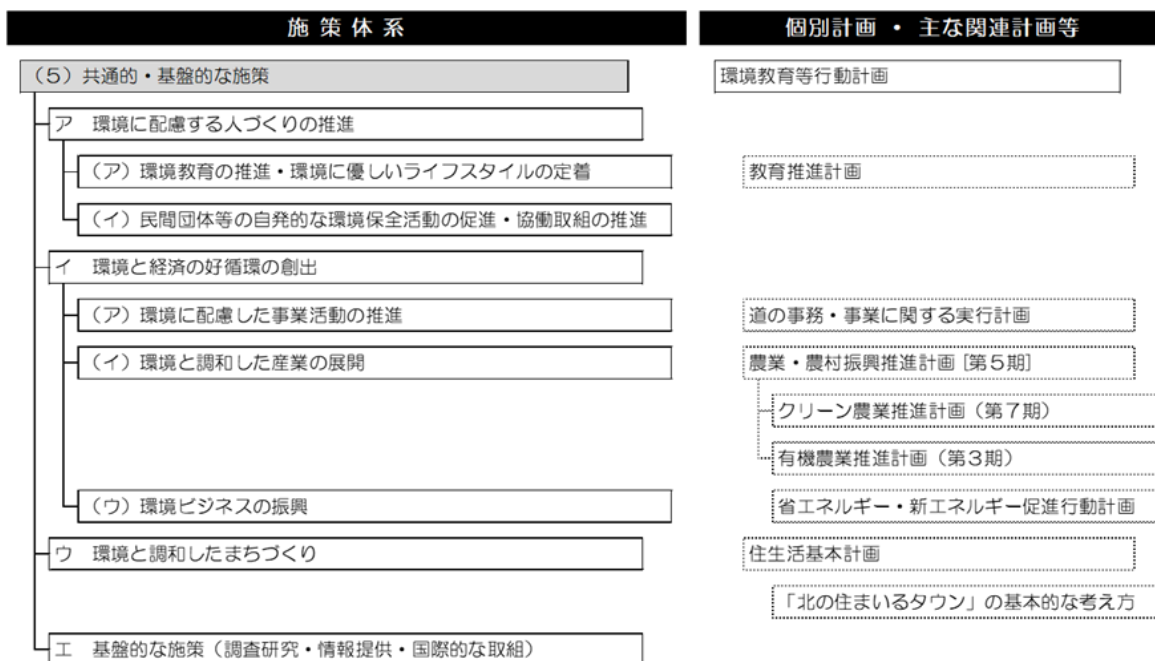 施策体系 個別計画 ・ 主な関連計画等
（５）共通的・基盤的な施策 環境教育等行動計画
ア 環境に配慮する人づくりの推進
（ア）環境教育の推進・環境に優しいライフスタイルの定着 教育推進計画
（イ）民間団体等の自発的な環境保全活動の促進・協働取組の推進
イ 環境と経済の好循環の創出
（ア）環境に配慮した事業活動の推進 道の事務・事業に関する実行計画
（イ）環境と調和した産業の展開 農業・農村振興推進計画［第５期］
クリーン農業推進計画（第７期）
有機農業推進計画（第３期）
（ウ）環境ビジネスの振興 省エネルギー・新エネルギー促進行動計画
ウ 環境と調和したまちづくり 住生活基本計画
「北の住まいるタウン」の基本的な考え方
エ 基盤的な施策（調査研究・情報提供・国際的な取組）